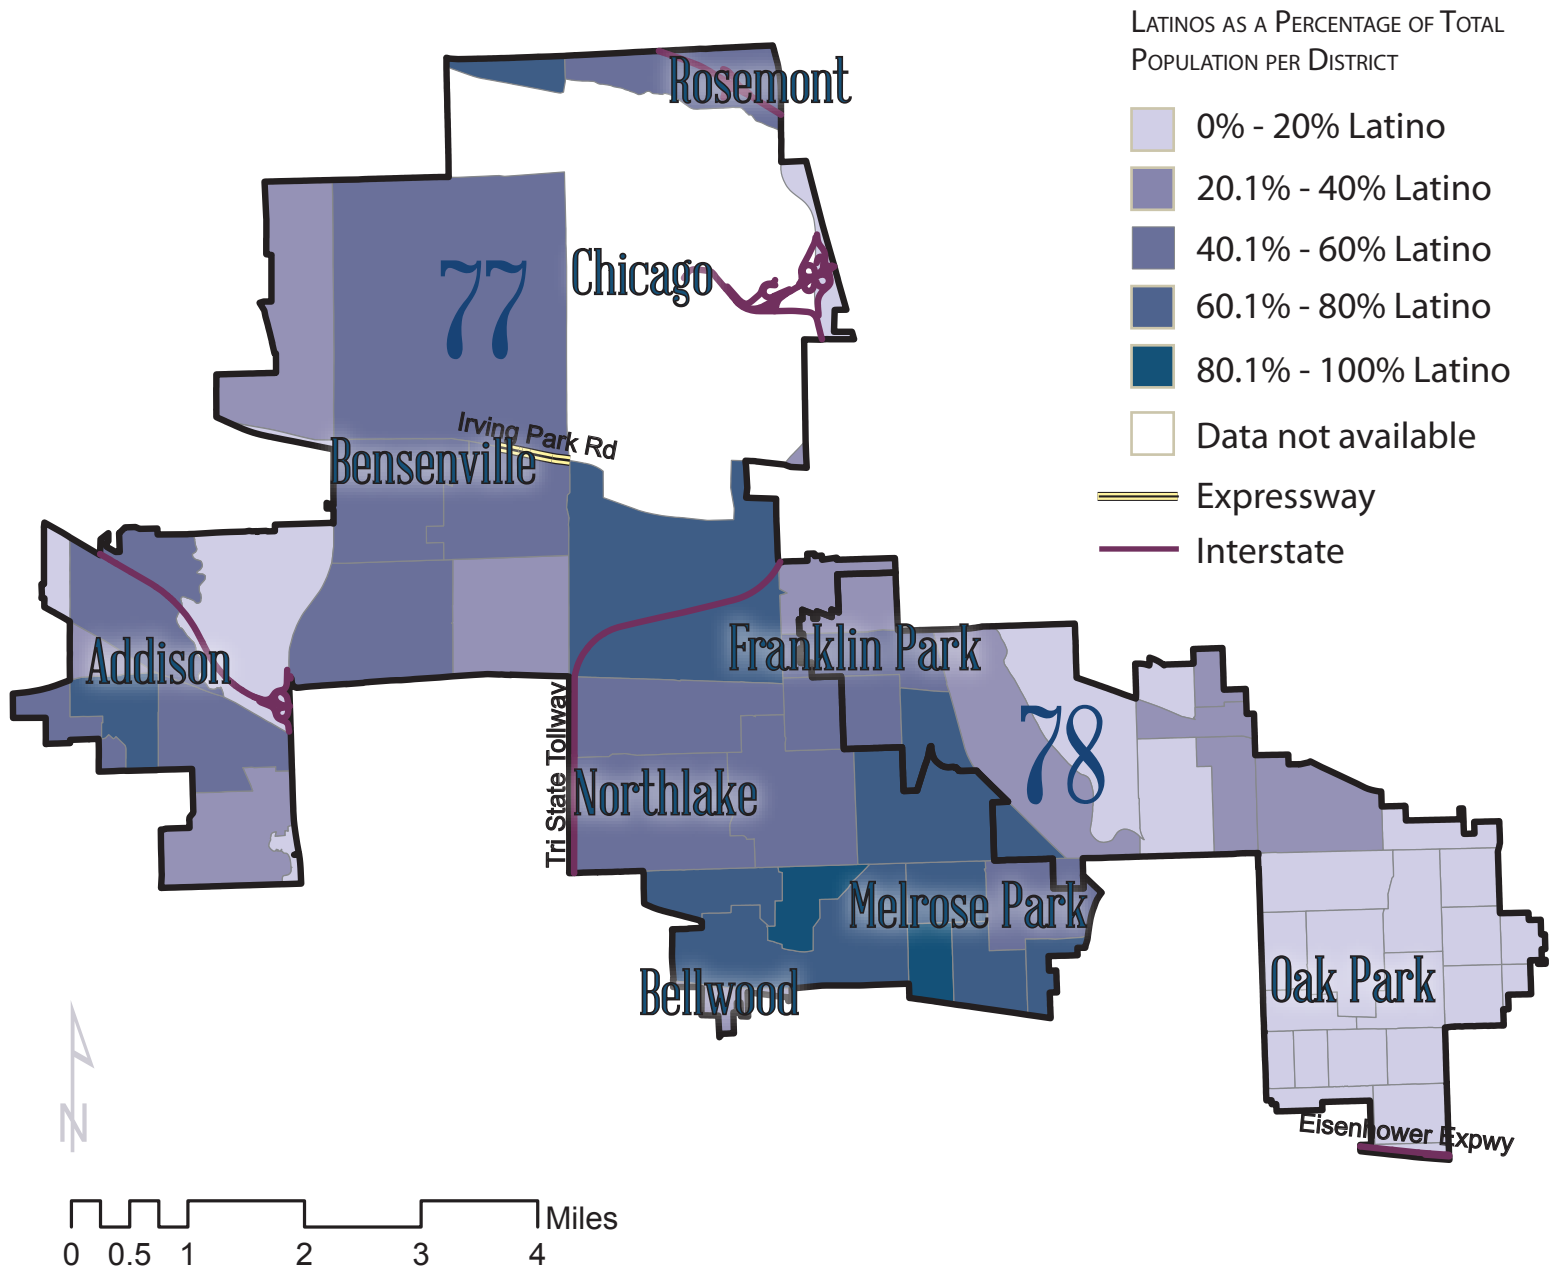 LATINOS AS A PERCENTAGE OF TOTAL
POPULATION PER DISTRICT
0% - 20% Latino
20.1% - 40% Latino
40.1% - 60% Latino
60.1% - 80% Latino
80.1% - 100% Latino
Data not available
Expressway
Interstate
Rosemont
Chicago
77
Irving Park Rd
Bensenville
Addison
Franklin Park
Tri State Tollway
78
Northlake
Melrose Park
Bellwood
Oak Park
Eisenhower Expwy
N
Miles
0 0.5 1 2 3 4